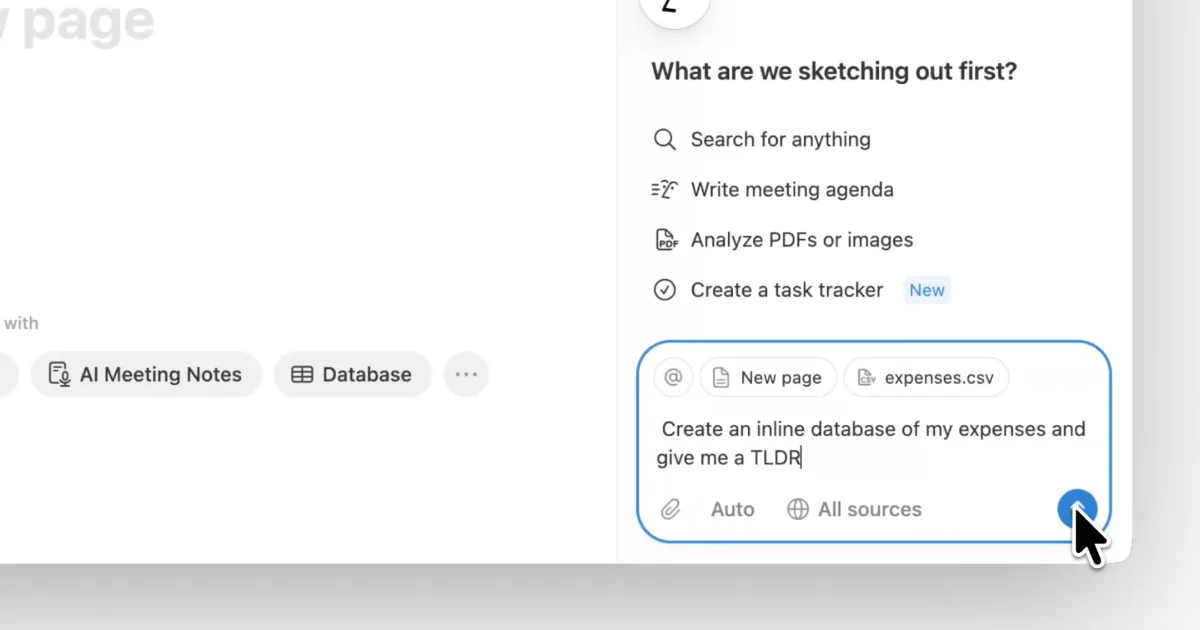 page
What are we sketching out first?
Search for anything
Write meeting agenda
PDF
Analyze PDFs or images
Create a task tracker New
with
AI Meeting Notes Database ...
@ New page CSV expenses.csv
Create an inline database of my expenses and
give me a TLDR
Auto All sources